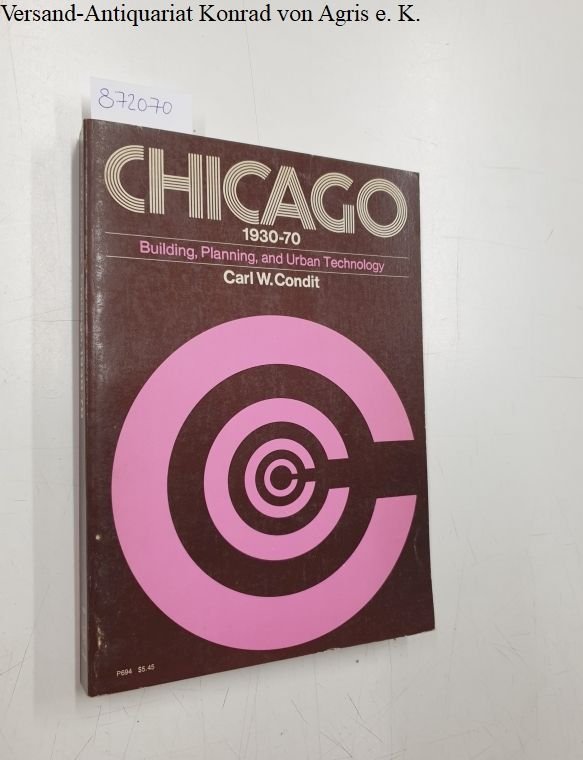 Versand-Antiquariat Konrad von Agris e. K.
872070
CHICAGO
1930-70
Building, Planning, and Urban Technology
Carl W. Condit
P694 $5.45